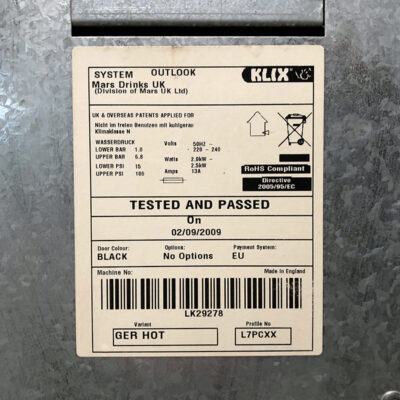 SYSTEM OUTLOOK
KLIX
Mars Drinks UK
(Division of Mars UK Ltd)
UK & OVERSEAS PATENTS APPLIED FOR
Nicht im freien Benotzen mit kuhlgerau
Klimaklasse N
WASSERDRUCK
LOWER BAR 1.0
UPPER BAR 6.8
LOWER PSI 15
UPPER PSI 100
Volts 50HZ ~
220 - 240
Watts 2.0kW -
2.5kW
Amps 13A
RoHS Compliant
Directive
2005/95/EC
TESTED AND PASSED
On
02/09/2009
Door Colour: Options: Payment System:
BLACK No Options EU
Machine No: Made in England
LK29278
Variant Profile No
GER HOT L7PCXX